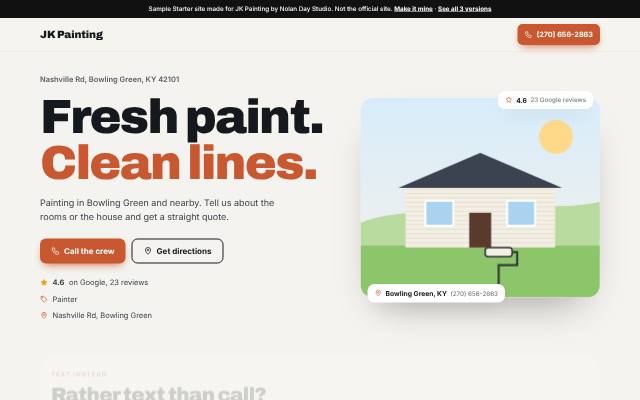 Sample Starter site made for JK Painting by Nolan Day Studio. Not the official site. Make it mine · See all 3 versions
JK Painting
(270) 656-2863
Nashville Rd, Bowling Green, KY 42101
Fresh paint.
Clean lines.
Painting in Bowling Green and nearby. Tell us about the
rooms or the house and get a straight quote.
Call the crew
Get directions
4.6 on Google, 23 reviews
Painter
Nashville Rd, Bowling Green
4.6 23 Google reviews
Bowling Green, KY (270) 656-2863
TEXT INSTEAD
Rather text than call?